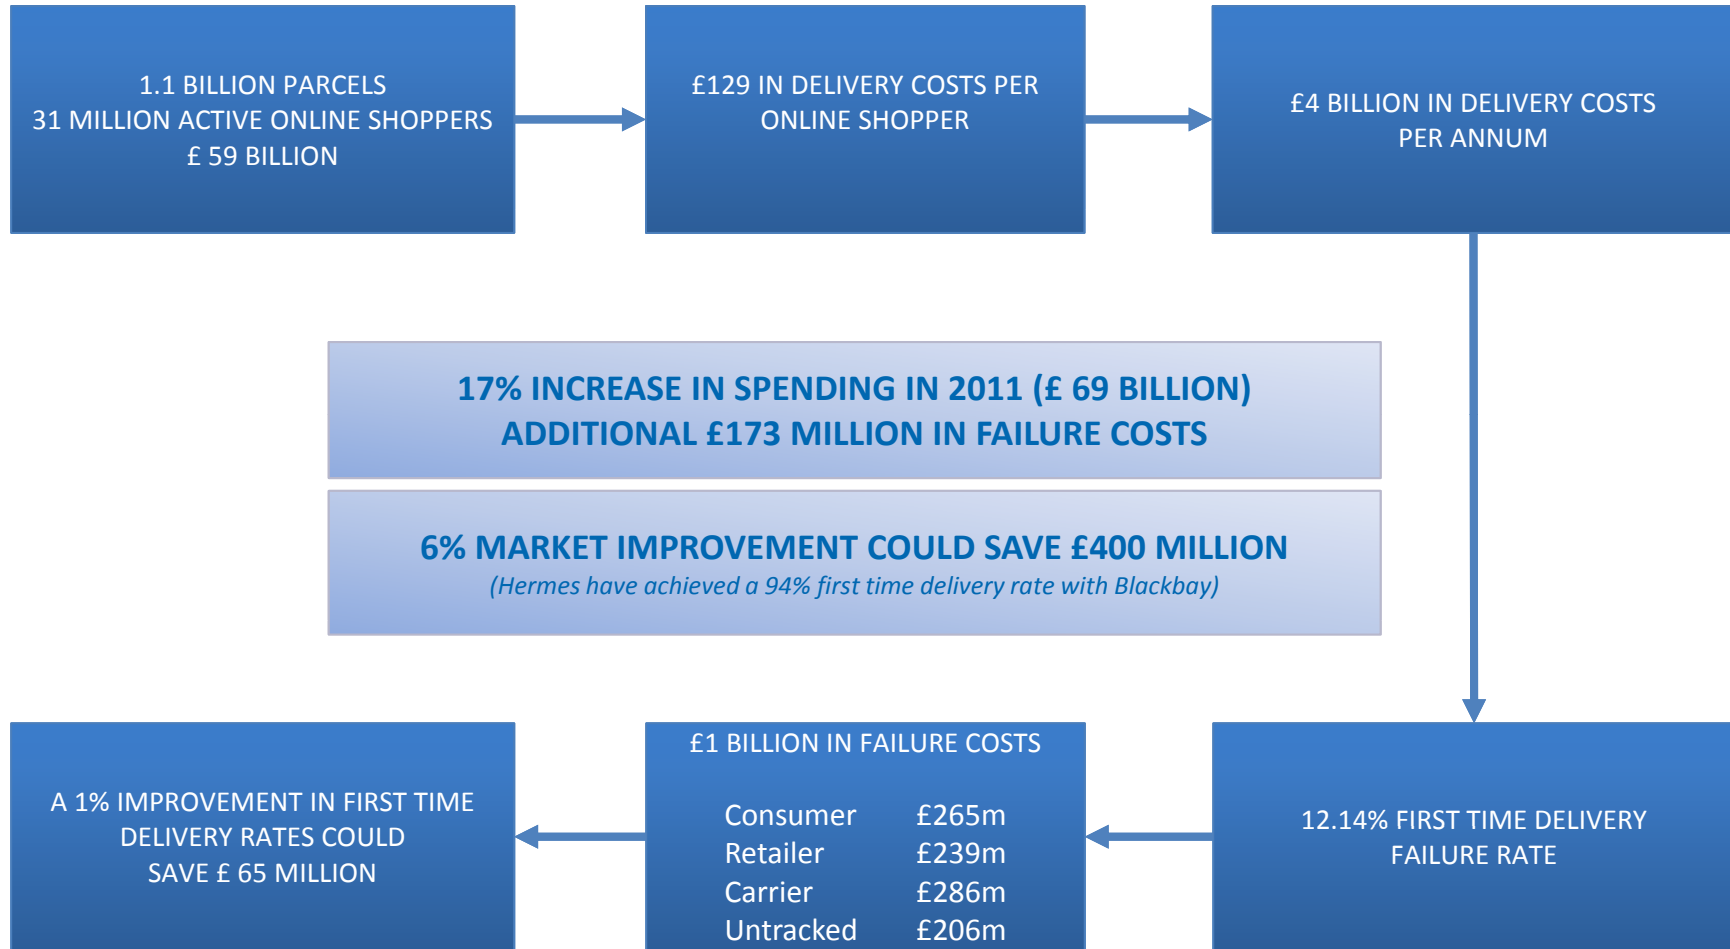 1.1 BILLION PARCELS
31 MILLION ACTIVE ONLINE SHOPPERS
£ 59 BILLION
£129 IN DELIVERY COSTS PER
ONLINE SHOPPER
£4 BILLION IN DELIVERY COSTS
PER ANNUM
17% INCREASE IN SPENDING IN 2011 (£ 69 BILLION)
ADDITIONAL £173 MILLION IN FAILURE COSTS
6% MARKET IMPROVEMENT COULD SAVE £400 MILLION
(Hermes have achieved a 94% first time delivery rate with Blackbay)
12.14% FIRST TIME DELIVERY
FAILURE RATE
£1 BILLION IN FAILURE COSTS
Consumer £265m
Retailer £239m
Carrier £286m
Untracked £206m
A 1% IMPROVEMENT IN FIRST TIME
DELIVERY RATES COULD
SAVE £ 65 MILLION